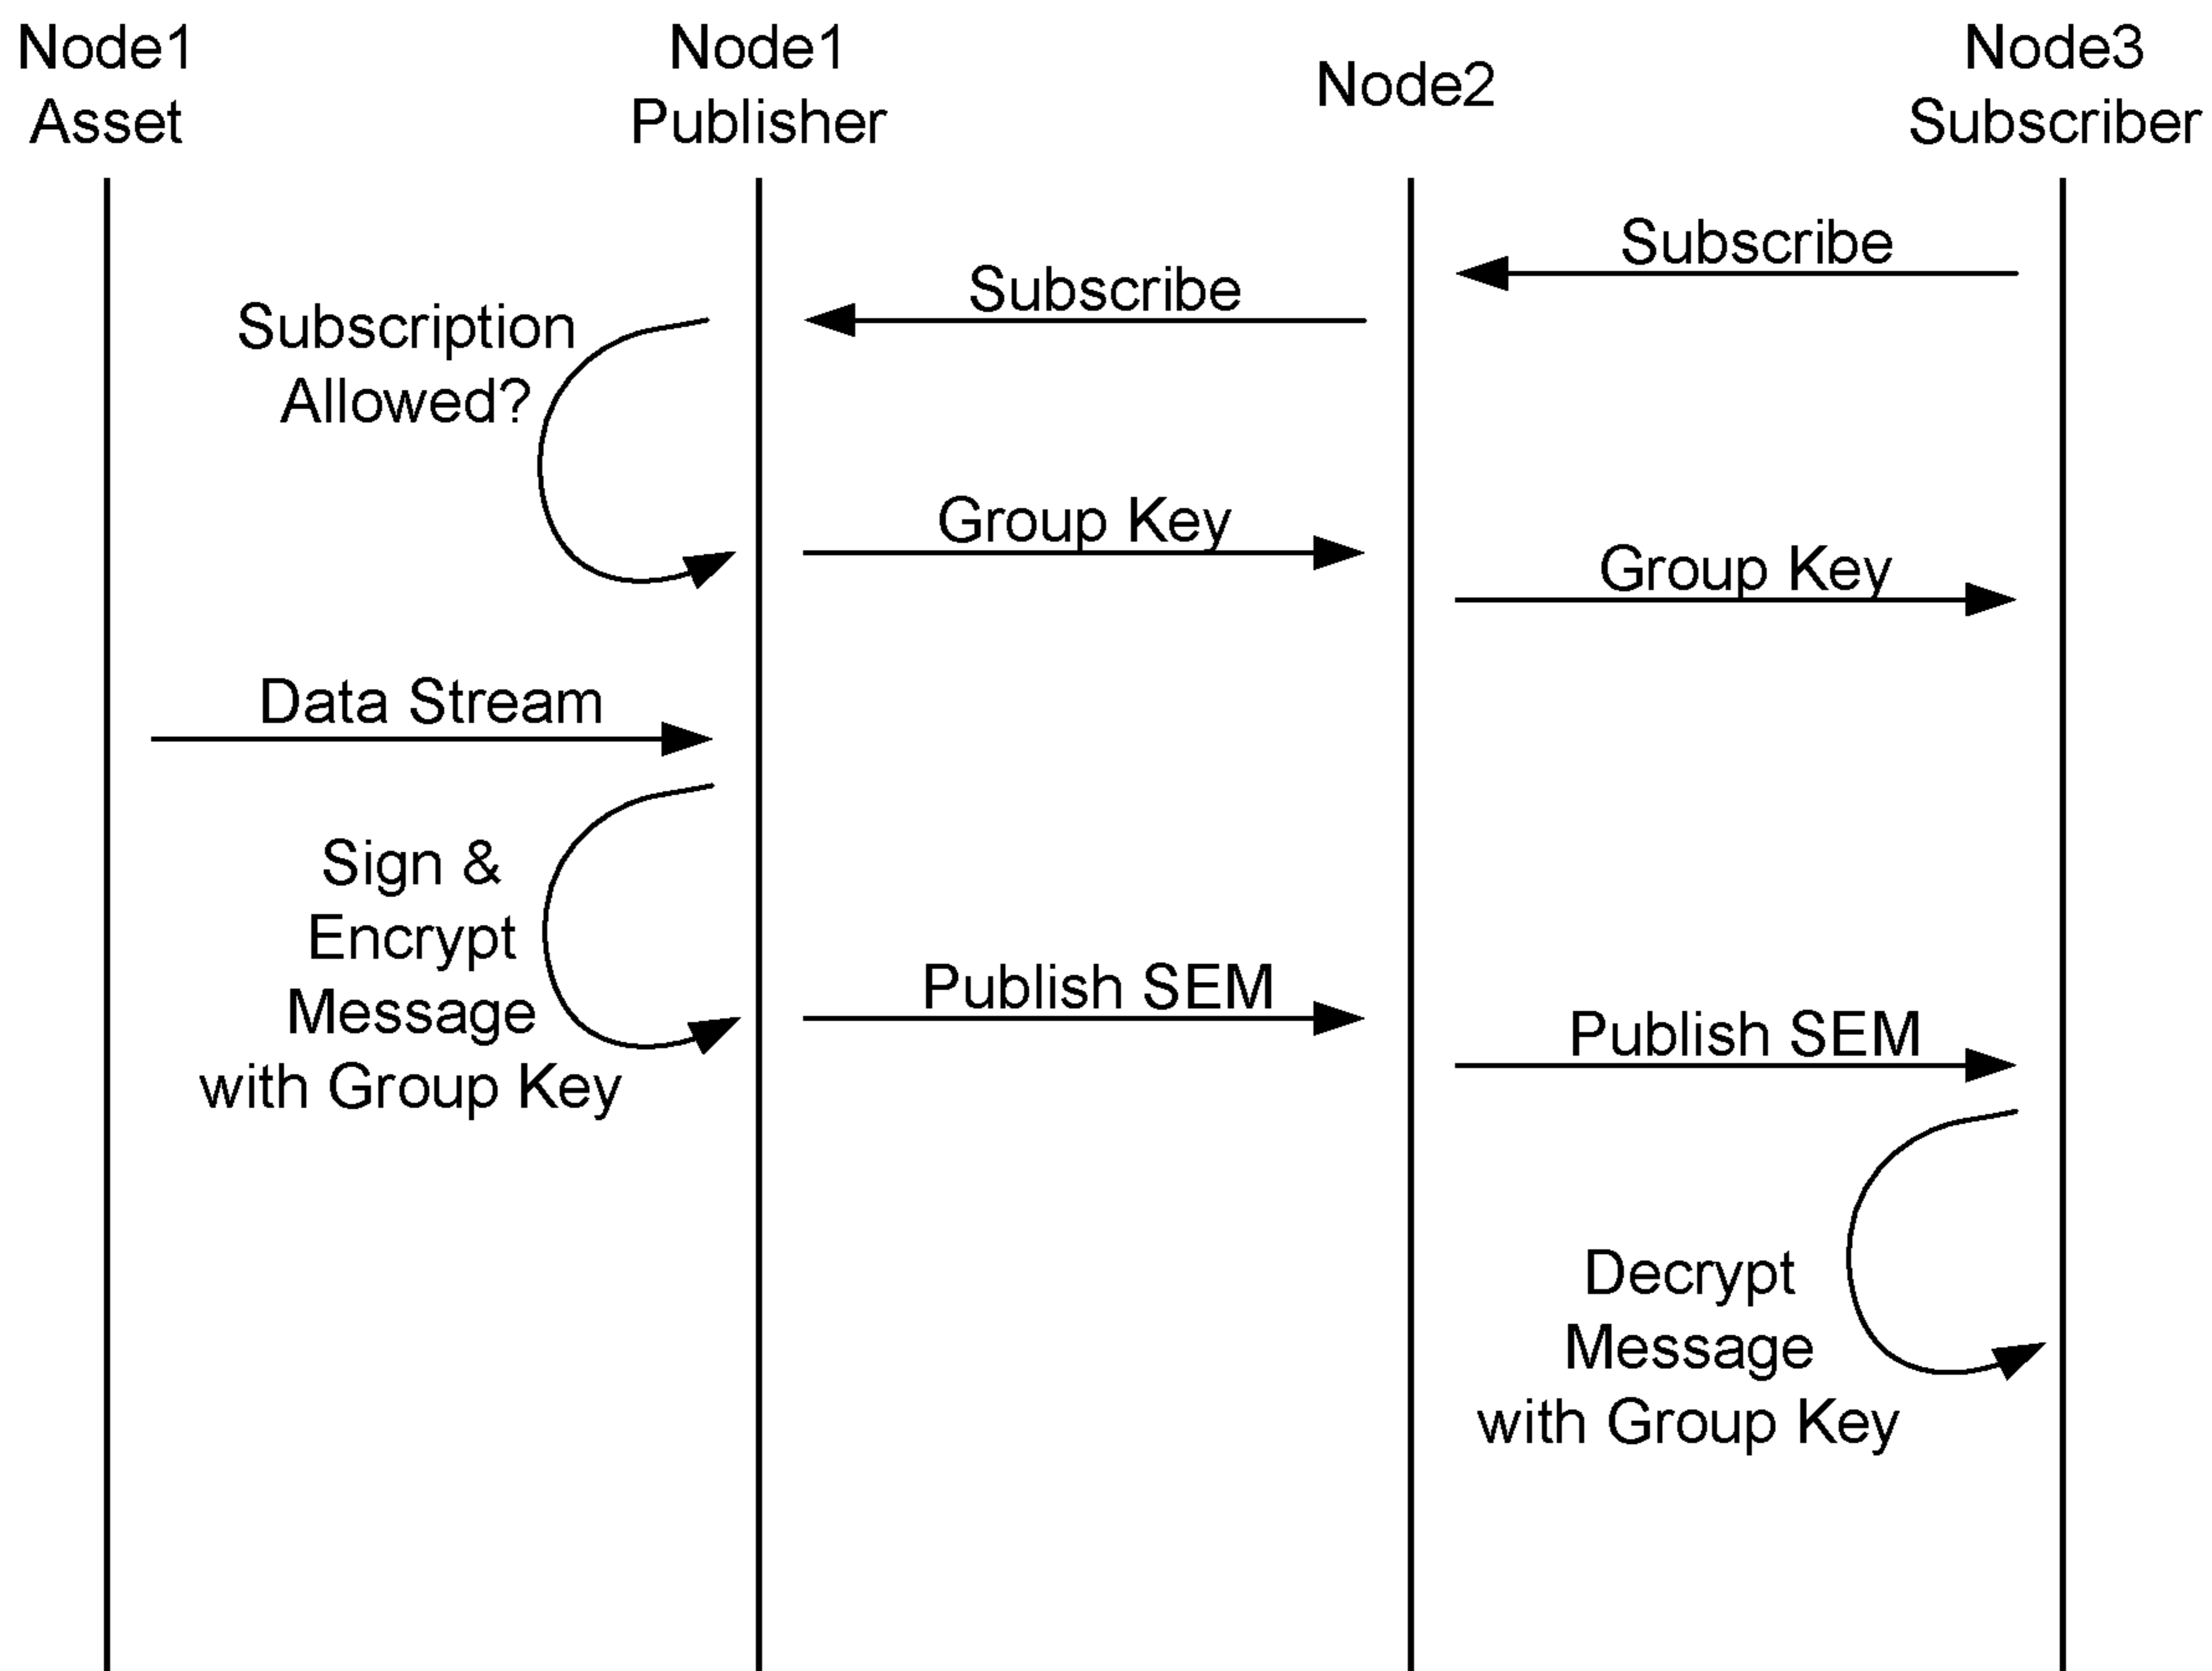 Node1
Asset
Node1
Publisher
Node2
Node3
Subscriber
Subscribe
Subscribe
Subscription
Allowed?
Group Key
Group Key
Data Stream
Sign &
Encrypt
Message
with Group Key
Publish SEM
Publish SEM
Decrypt
Message
with Group Key